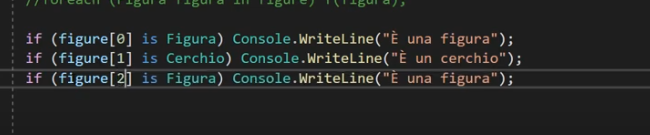 //foreach (Figura figura in figure) f(figura);
if (figure[0] is Figura) Console.WriteLine("È una figura");
if (figure[1] is Cerchio) Console.WriteLine("È un cerchio");
if (figure[2] is Figura) Console.WriteLine("È una figura");